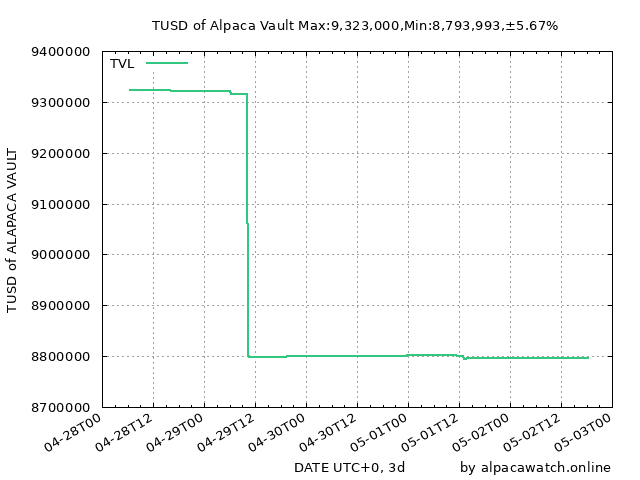 TUSD of Alpaca Vault Max:9,323,000,Min:8,793,993,±5.67%
TVL
TUSD of ALAPACA VAULT
9400000
9300000
9200000
9100000
9000000
8900000
8800000
8700000
04-28T00
04-28T12
04-29T00
04-29T12
04-30T00
04-30T12
05-01T00
05-01T12
05-02T00
05-02T12
05-03T00
DATE UTC+0, 3d
by alpacawatch.online